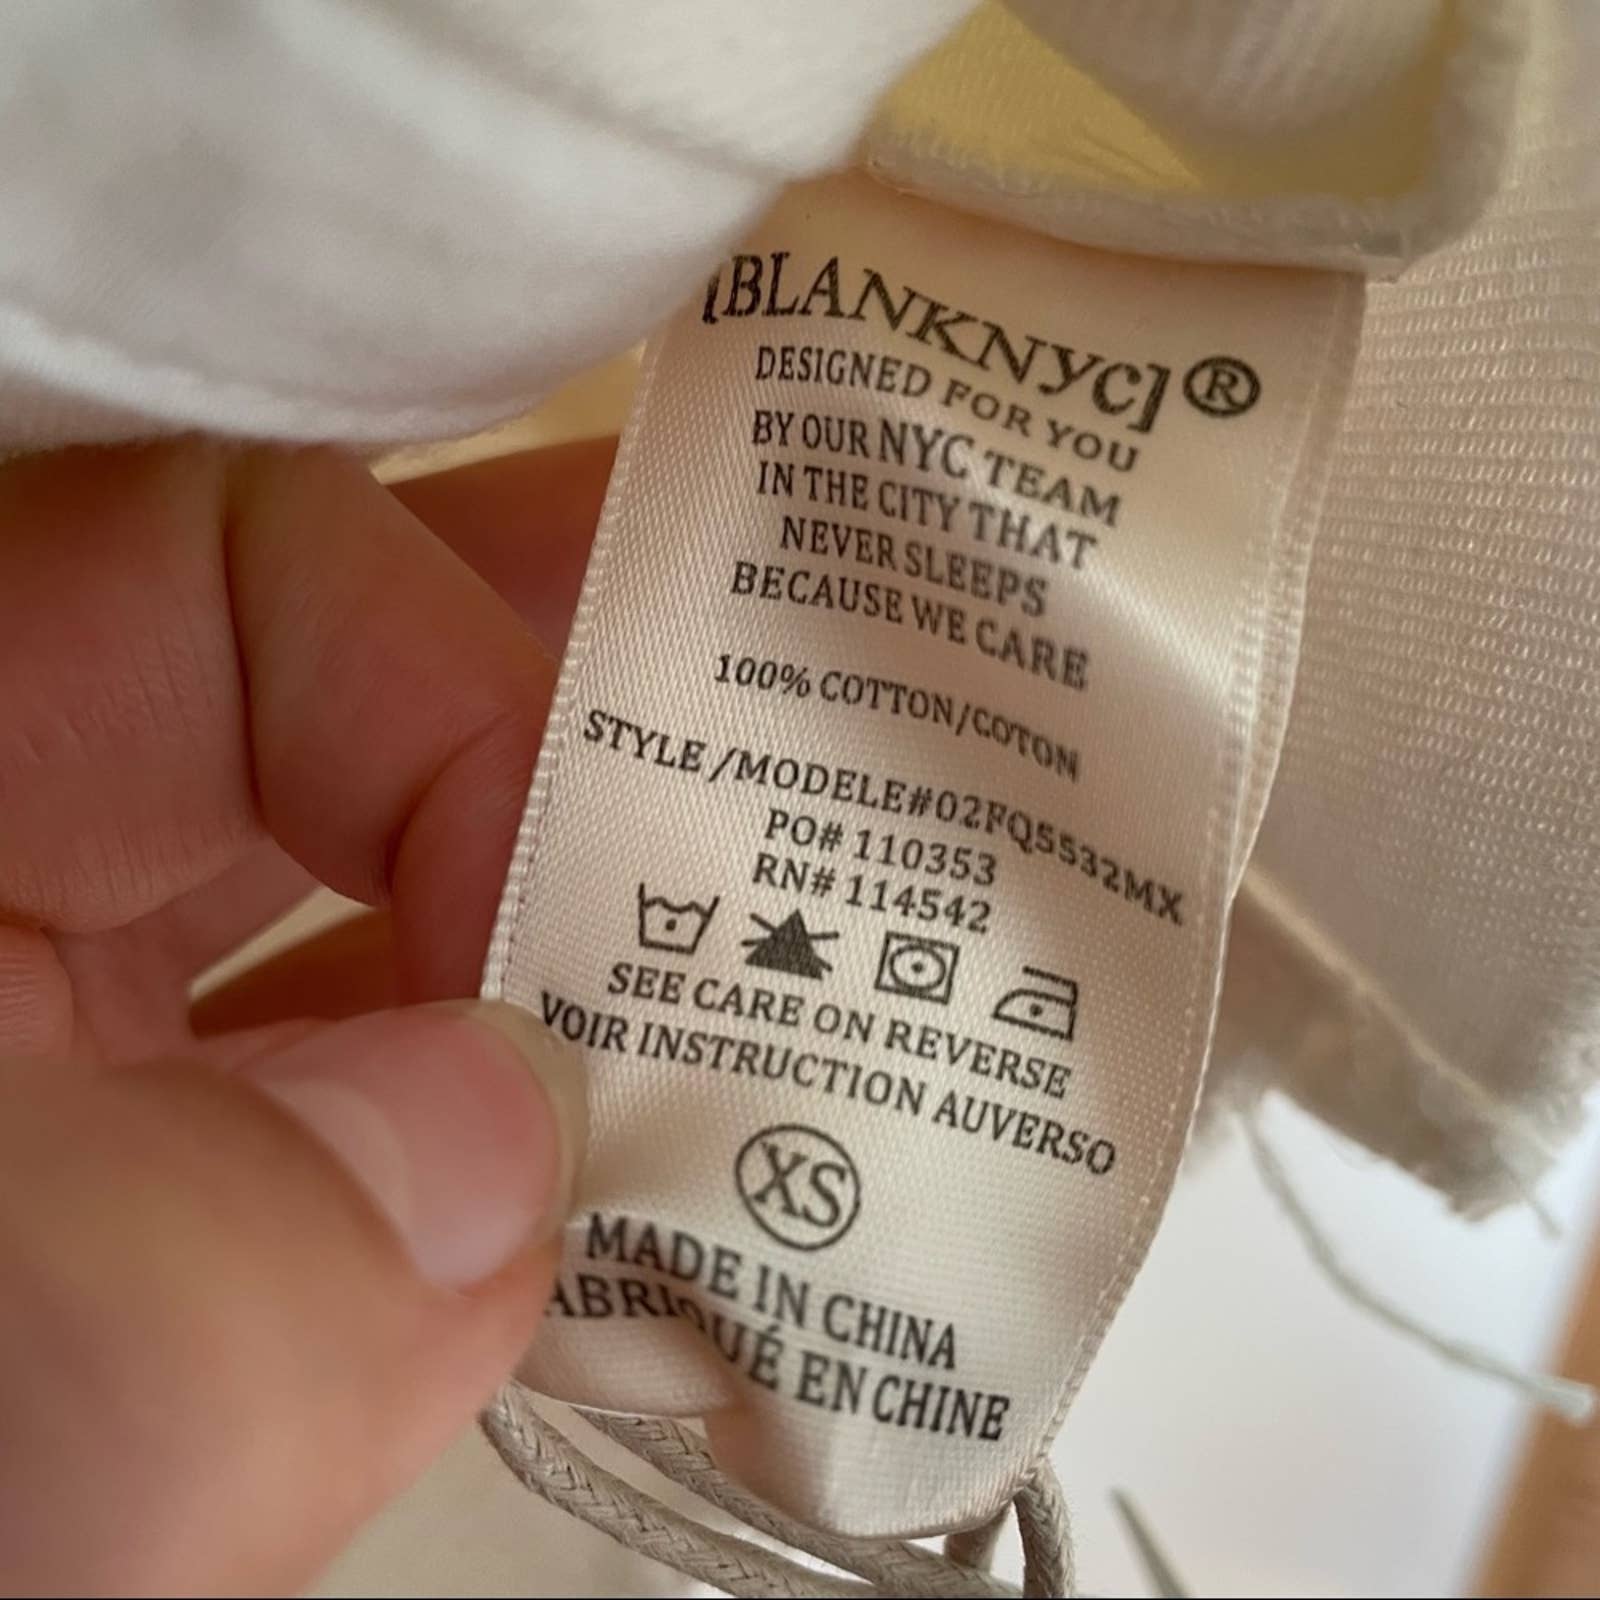 [BLANKNYC]®
DESIGNED FOR YOU
BY OUR NYC TEAM
IN THE CITY THAT
NEVER SLEEPS
BECAUSE WE CARE
100% COTTON/COTON
STYLE /MODELE#02FQ5532MX
PO# 110353
RN# 114542
SEE CARE ON REVERSE
VOIR INSTRUCTION AUVERSO
XS
MADE IN CHINA
ABRIQUÉ EN CHINE